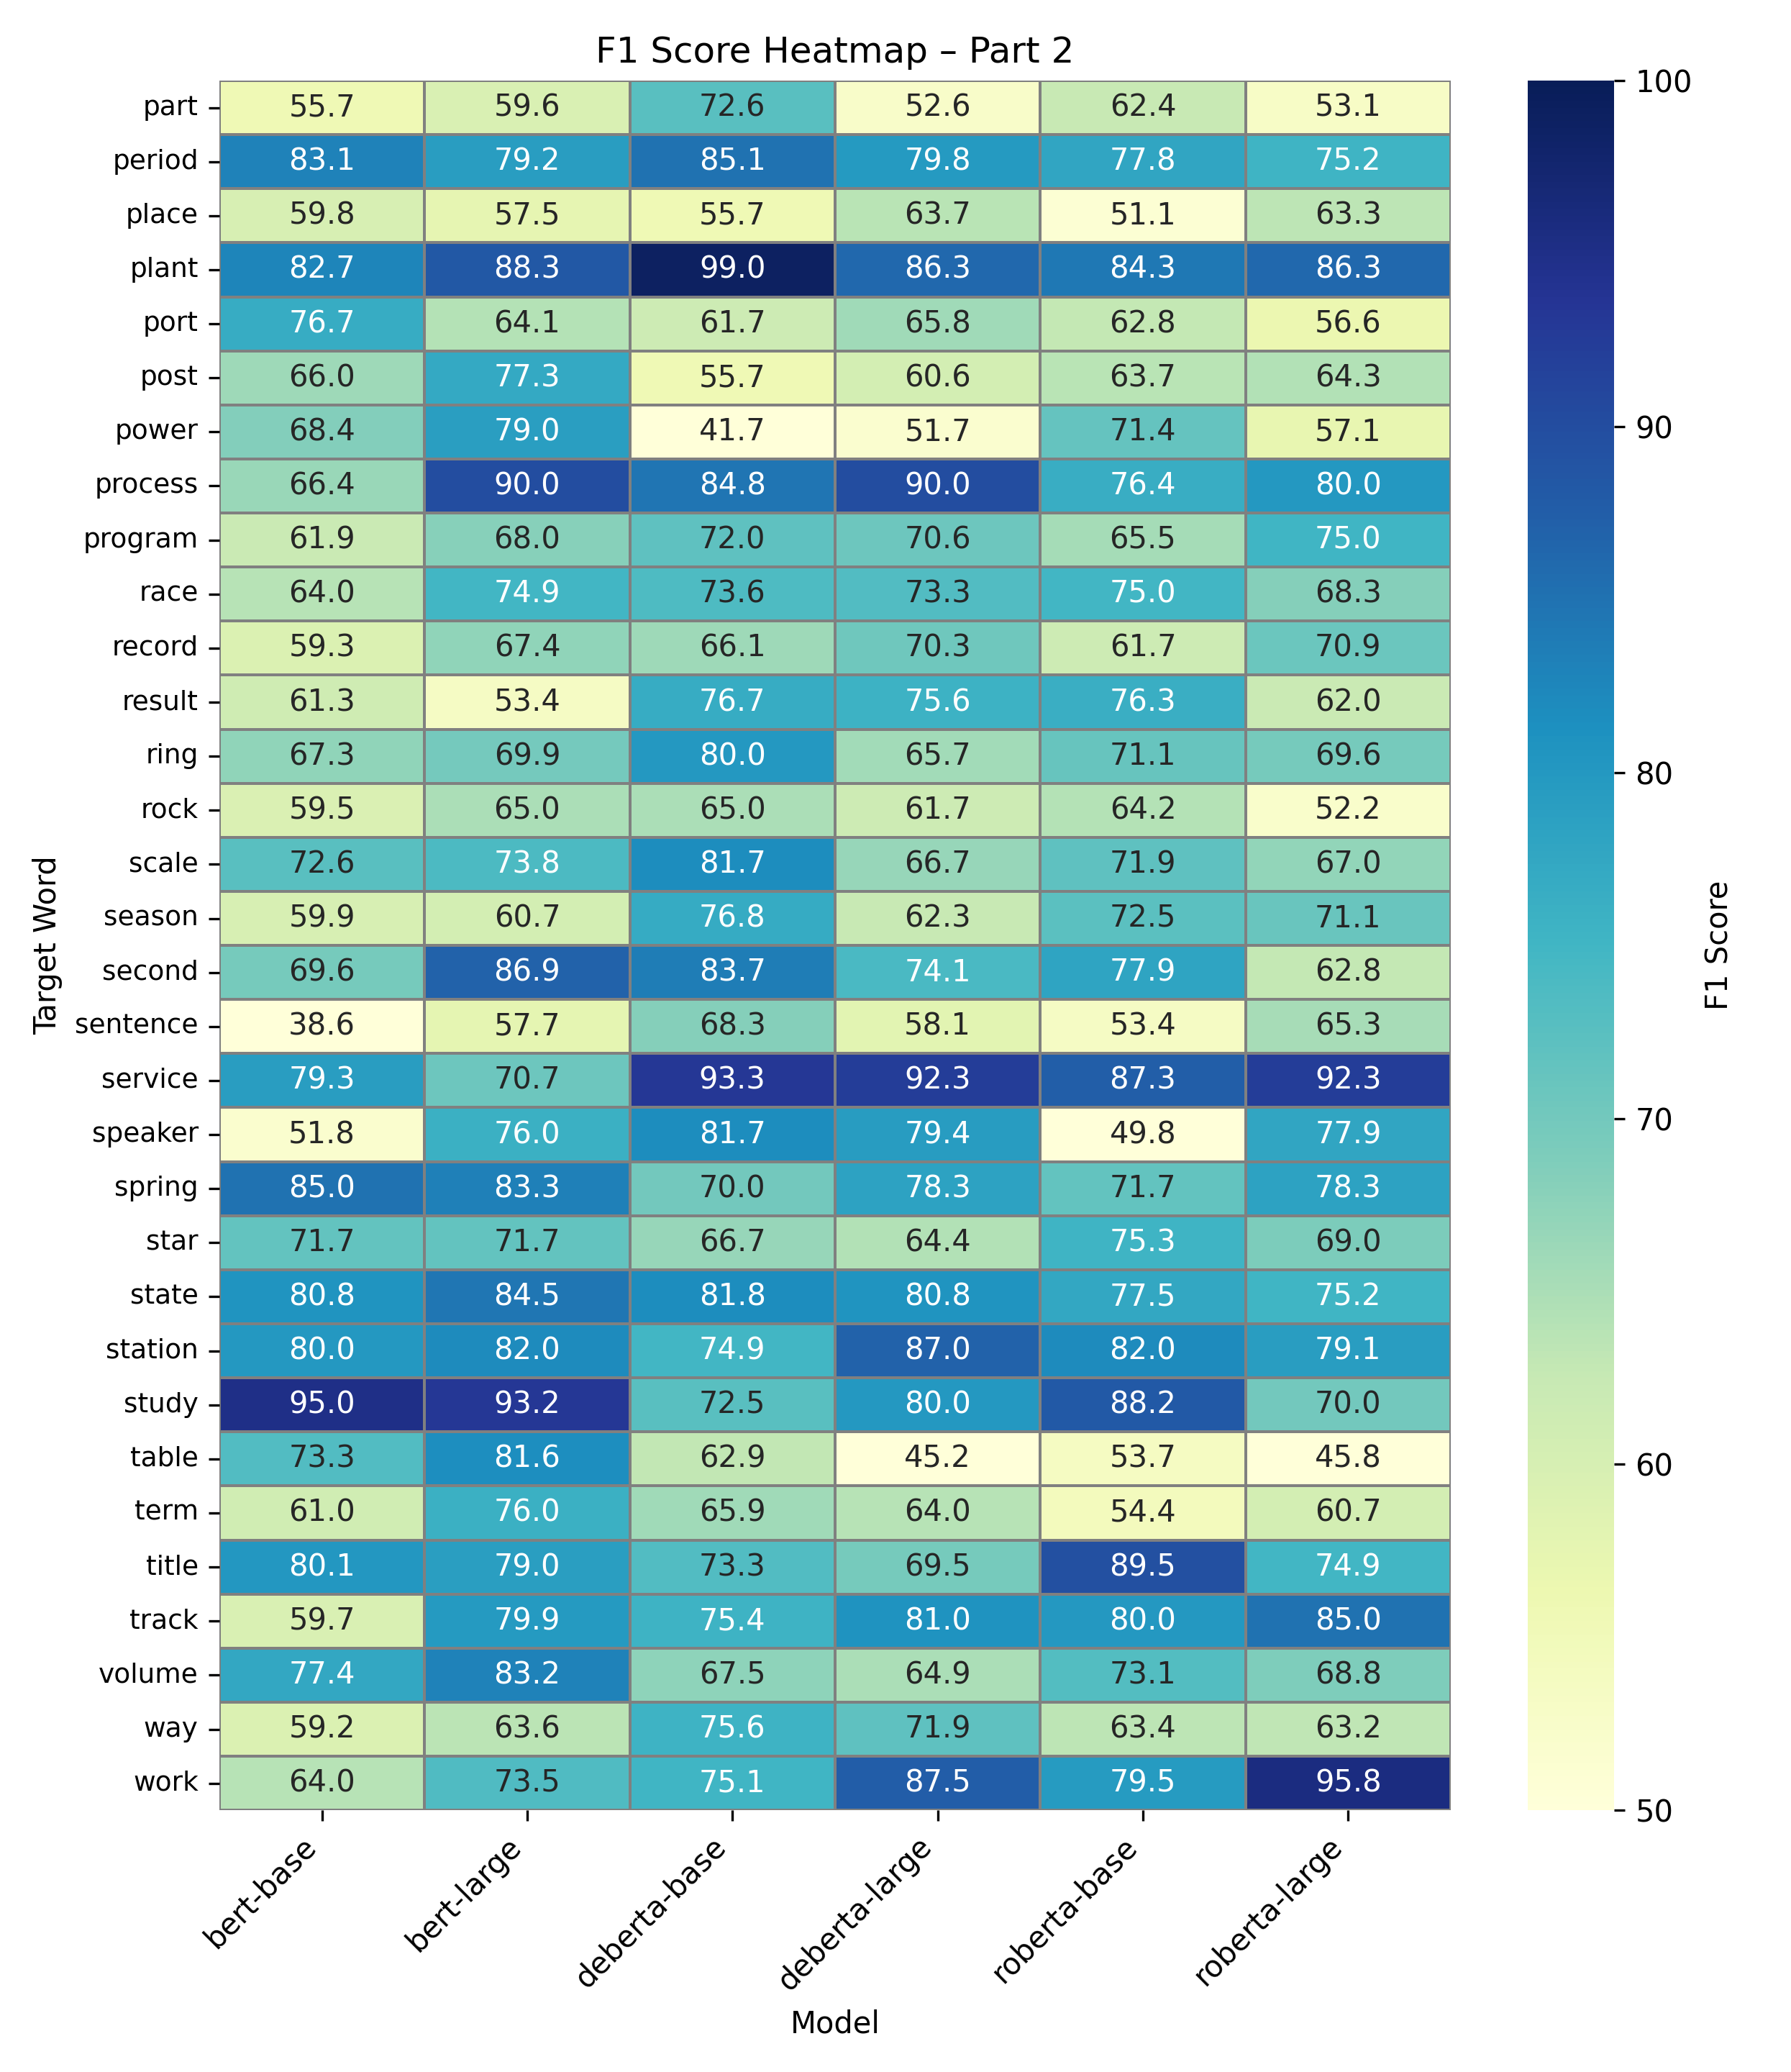 F1 Score Heatmap – Part 2
part 55.7 59.6 72.6 52.6 62.4 53.1
period 83.1 79.2 85.1 79.8 77.8 75.2
place 59.8 57.5 55.7 63.7 51.1 63.3
plant 82.7 88.3 99.0 86.3 84.3 86.3
port 76.7 64.1 61.7 65.8 62.8 56.6
post 66.0 77.3 55.7 60.6 63.7 64.3
power 68.4 79.0 41.7 51.7 71.4 57.1
process 66.4 90.0 84.8 90.0 76.4 80.0
program 61.9 68.0 72.0 70.6 65.5 75.0
race 64.0 74.9 73.6 73.3 75.0 68.3
record 59.3 67.4 66.1 70.3 61.7 70.9
result 61.3 53.4 76.7 75.6 76.3 62.0
ring 67.3 69.9 80.0 65.7 71.1 69.6
rock 59.5 65.0 65.0 61.7 64.2 52.2
scale 72.6 73.8 81.7 66.7 71.9 67.0
season 59.9 60.7 76.8 62.3 72.5 71.1
second 69.6 86.9 83.7 74.1 77.9 62.8
sentence 38.6 57.7 68.3 58.1 53.4 65.3
service 79.3 70.7 93.3 92.3 87.3 92.3
speaker 51.8 76.0 81.7 79.4 49.8 77.9
spring 85.0 83.3 70.0 78.3 71.7 78.3
star 71.7 71.7 66.7 64.4 75.3 69.0
state 80.8 84.5 81.8 80.8 77.5 75.2
station 80.0 82.0 74.9 87.0 82.0 79.1
study 95.0 93.2 72.5 80.0 88.2 70.0
table 73.3 81.6 62.9 45.2 53.7 45.8
term 61.0 76.0 65.9 64.0 54.4 60.7
title 80.1 79.0 73.3 69.5 89.5 74.9
track 59.7 79.9 75.4 81.0 80.0 85.0
volume 77.4 83.2 67.5 64.9 73.1 68.8
way 59.2 63.6 75.6 71.9 63.4 63.2
work 64.0 73.5 75.1 87.5 79.5 95.8
bert-base bert-large deberta-base deberta-large roberta-base roberta-large
Model
Target Word
100
90
80
70
60
50
F1 Score